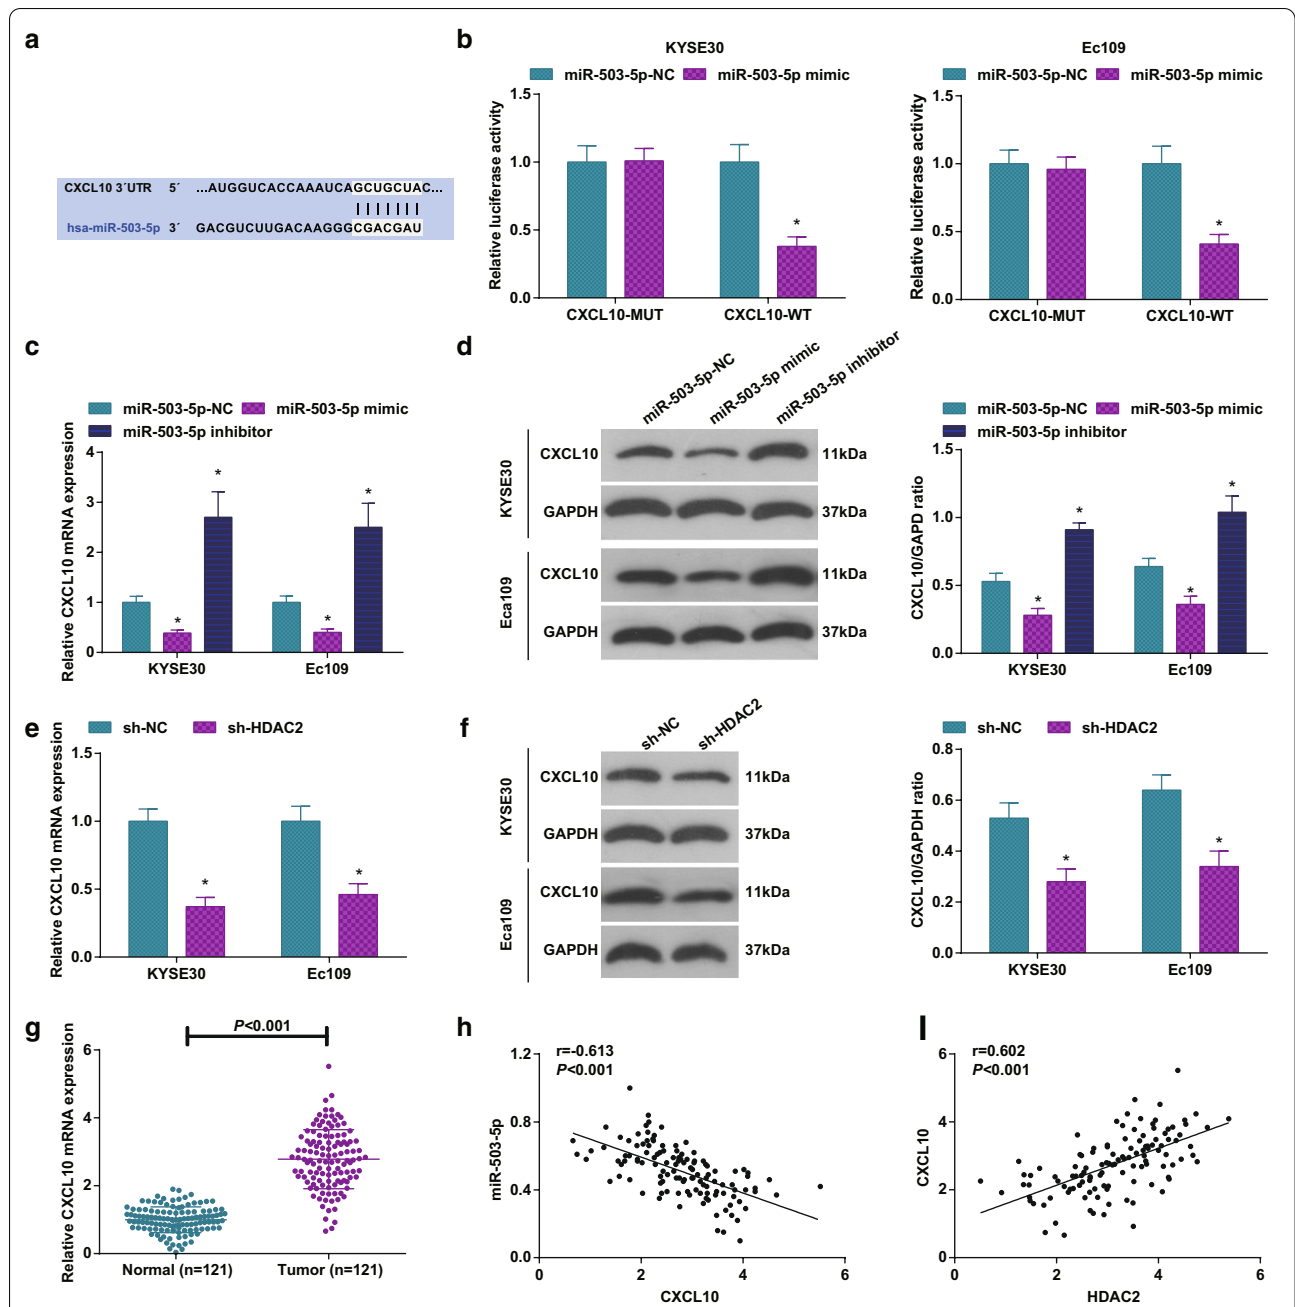 a
CXCL10 3´UTR 5´ ...AUGGUCACCAAAUCAGCUGCUAC...
hsa-miR-503-5p 3´ GACGUCUUGACAAGGGCGACGAU
b
KYSE30
miR-503-5p-NC miR-503-5p mimic
Relative luciferase activity
1.5
1.0
0.5
0.0
*
CXCL10-MUT CXCL10-WT
Ec109
miR-503-5p-NC miR-503-5p mimic
Relative luciferase activity
1.5
1.0
0.5
0.0
*
CXCL10-MUT CXCL10-WT
c
miR-503-5p-NC miR-503-5p mimic
miR-503-5p inhibitor
Relative CXCL10 mRNA expression
4
3
2
1
0
* * * *
KYSE30 Ec109
d
miR-503-5p-NC
miR-503-5p mimic
miR-503-5p inhibitor
KYSE30
CXCL10 11kDa
GAPDH 37kDa
Eca109
CXCL10 11kDa
GAPDH 37kDa
miR-503-5p-NC miR-503-5p mimic
miR-503-5p inhibitor
CXCL10/GAPD ratio
1.5
1.0
0.5
0.0
* * * *
KYSE30 Ec109
e
sh-NC sh-HDAC2
Relative CXCL10 mRNA expression
1.5
1.0
0.5
0.0
* *
KYSE30 Ec109
f
sh-NC
sh-HDAC2
KYSE30
CXCL10 11kDa
GAPDH 37kDa
Eca109
CXCL10 11kDa
GAPDH 37kDa
sh-NC sh-HDAC2
CXCL10/GAPDH ratio
0.8
0.6
0.4
0.2
0.0
* *
KYSE30 Ec109
g
P<0.001
Relative CXCL10 mRNA expression
6
4
2
0
Normal (n=121) Tumor (n=121)
h
r=-0.613
P<0.001
miR-503-5p
1.2
0.8
0.4
0.0
0 2 4 6
CXCL10
I
r=0.602
P<0.001
CXCL10
6
4
2
0
0 2 4 6
HDAC2